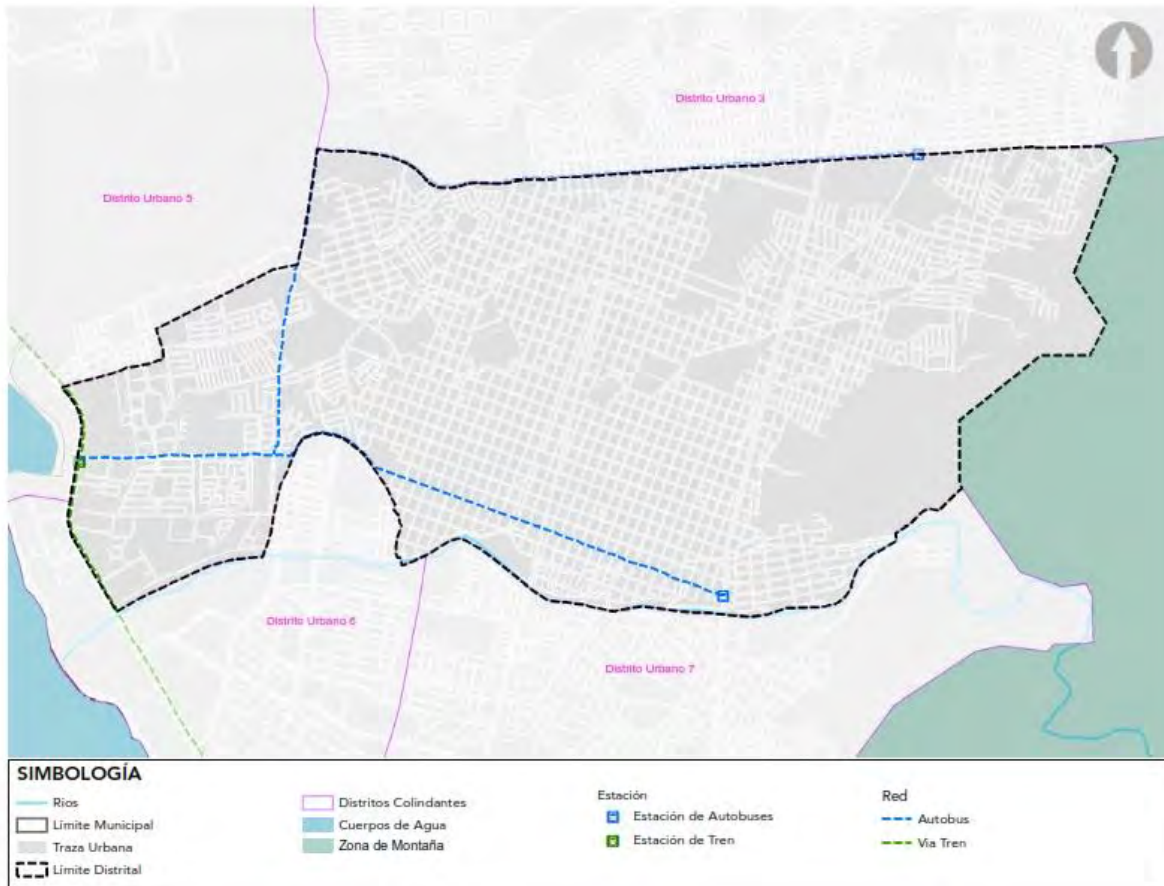 Distrito Urbano 3
Distrito Urbano 5
Distrito Urbano 6
Distrito Urbano 7
SIMBOLOGÍA
Ríos
Límite Municipal
Traza Urbana
Límite Distrital
Distritos Colindantes
Cuerpos de Agua
Zona de Montaña
Estación
Estación de Autobuses
Estación de Tren
Red
Autobus
Via Tren